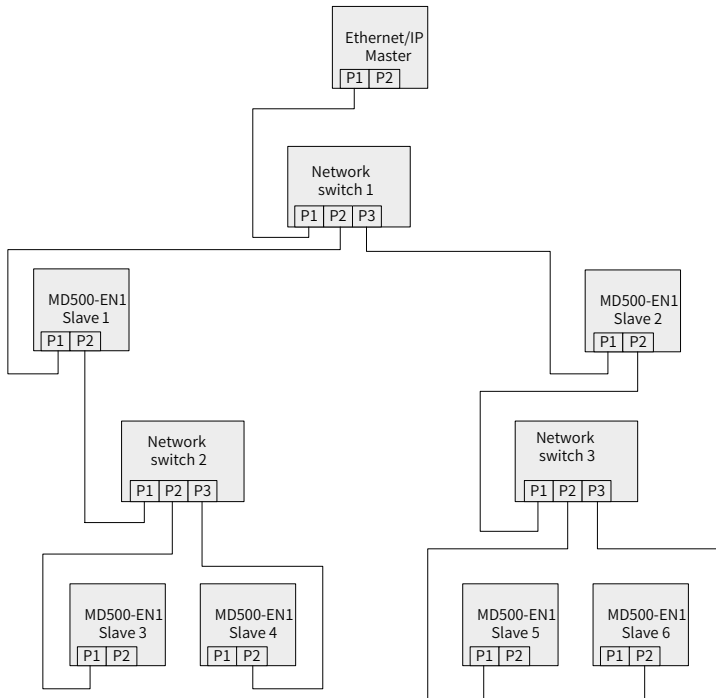 Ethernet/IP
Master
P1 P2
Network
switch 1
P1 P2 P3
MD500-EN1
Slave 1
P1 P2
MD500-EN1
Slave 2
P1 P2
Network
switch 2
P1 P2 P3
Network
switch 3
P1 P2 P3
MD500-EN1
Slave 3
P1 P2
MD500-EN1
Slave 4
P1 P2
MD500-EN1
Slave 5
P1 P2
MD500-EN1
Slave 6
P1 P2